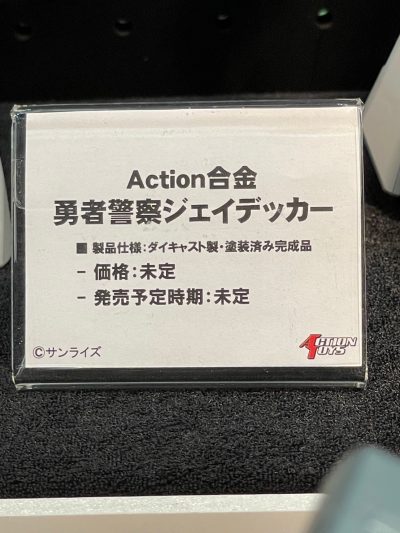 Action合金
勇者警察ジェイデッカー
■ 製品仕様:ダイキャスト製・塗装済み完成品
- 価格:未定
- 発売予定時期:未定
©サンライズ
ACTION
TOYS